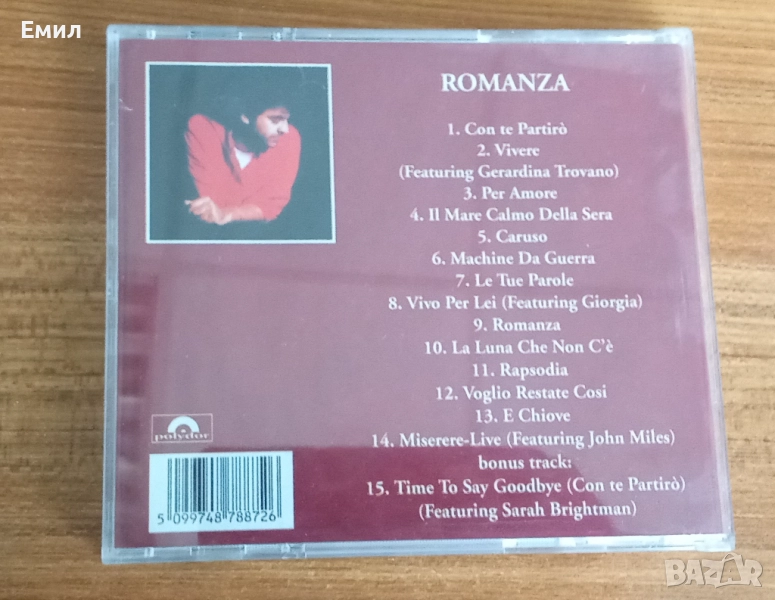 Емил
ROMANZA
1. Con te Partirò
2. Vivere
(Featuring Gerardina Trovano)
3. Per Amore
4. Il Mare Calmo Della Sera
5. Caruso
6. Machine Da Guerra
7. Le Tue Parole
8. Vivo Per Lei (Featuring Giorgia)
9. Romanza
10. La Luna Che Non C'è
11. Rapsodia
12. Voglio Restate Cosi
13. E Chiove
14. Miserere-Live (Featuring John Miles)
bonus track:
15. Time To Say Goodbye (Con te Partirò)
(Featuring Sarah Brightman)
polydor
5 099748 788726
BAZAR